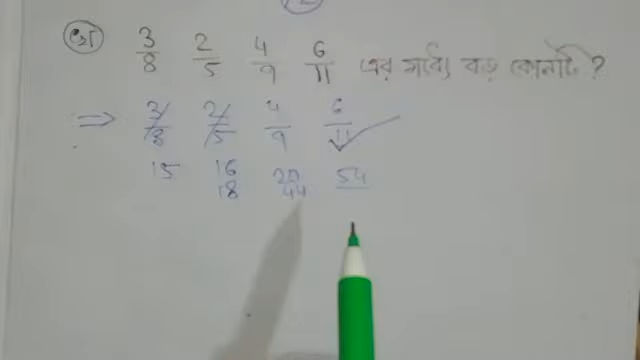 3/8 2/5 4/9 6/11 এর মধ্যে বড় কোনটি ?
⇒ 3/8 2/5 4/9 6/11 ✓
15 16 20 54
18 44